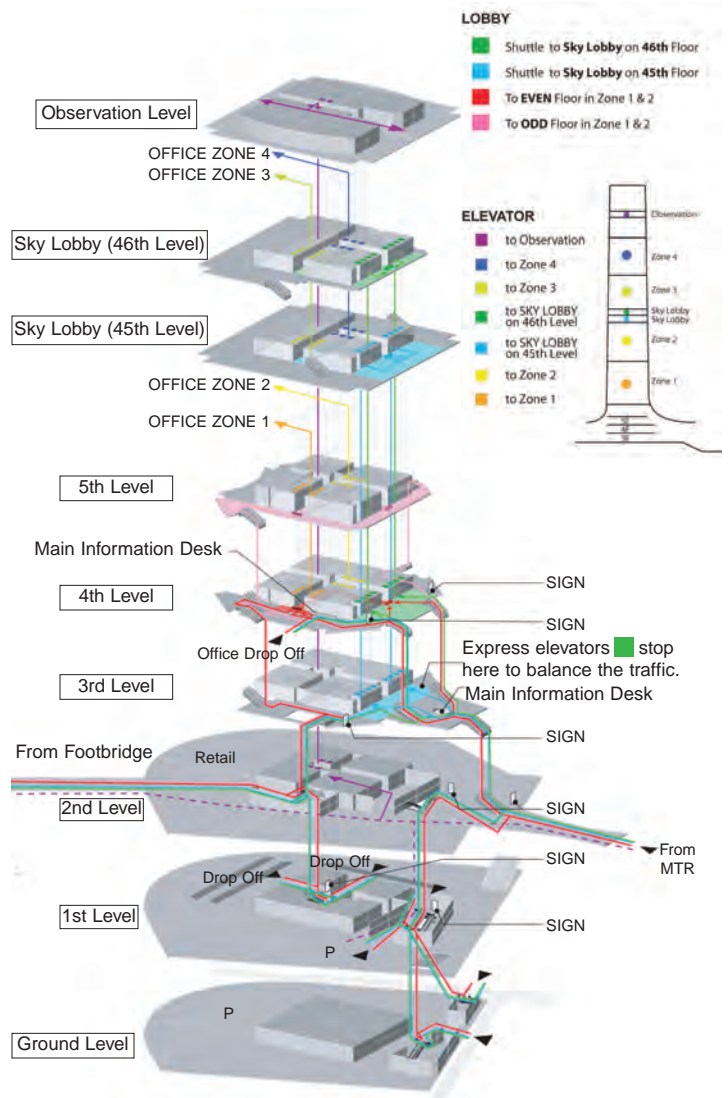 LOBBY
Shuttle to Sky Lobby on 46th Floor
Shuttle to Sky Lobby on 45th Floor
To EVEN Floor in Zone 1 & 2
To ODD Floor in Zone 1 & 2
Observation Level
OFFICE ZONE 4
OFFICE ZONE 3
ELEVATOR
to Observation
to Zone 4
to Zone 3
to SKY LOBBY
on 46th Level
to SKY LOBBY
on 45th Level
to Zone 2
to Zone 1
Observation
Zone 4
Zone 3
Sky Lobby
Sky Lobby
Zone 2
Zone 1
Sky Lobby (46th Level)
Sky Lobby (45th Level)
OFFICE ZONE 2
OFFICE ZONE 1
5th Level
Main Information Desk
4th Level
SIGN
SIGN
Office Drop Off
Express elevators stop
here to balance the traffic.
3rd Level
Main Information Desk
SIGN
From Footbridge
Retail
2nd Level
SIGN
From
MTR
Drop Off
SIGN
Drop Off
1st Level
SIGN
P
P
Ground Level